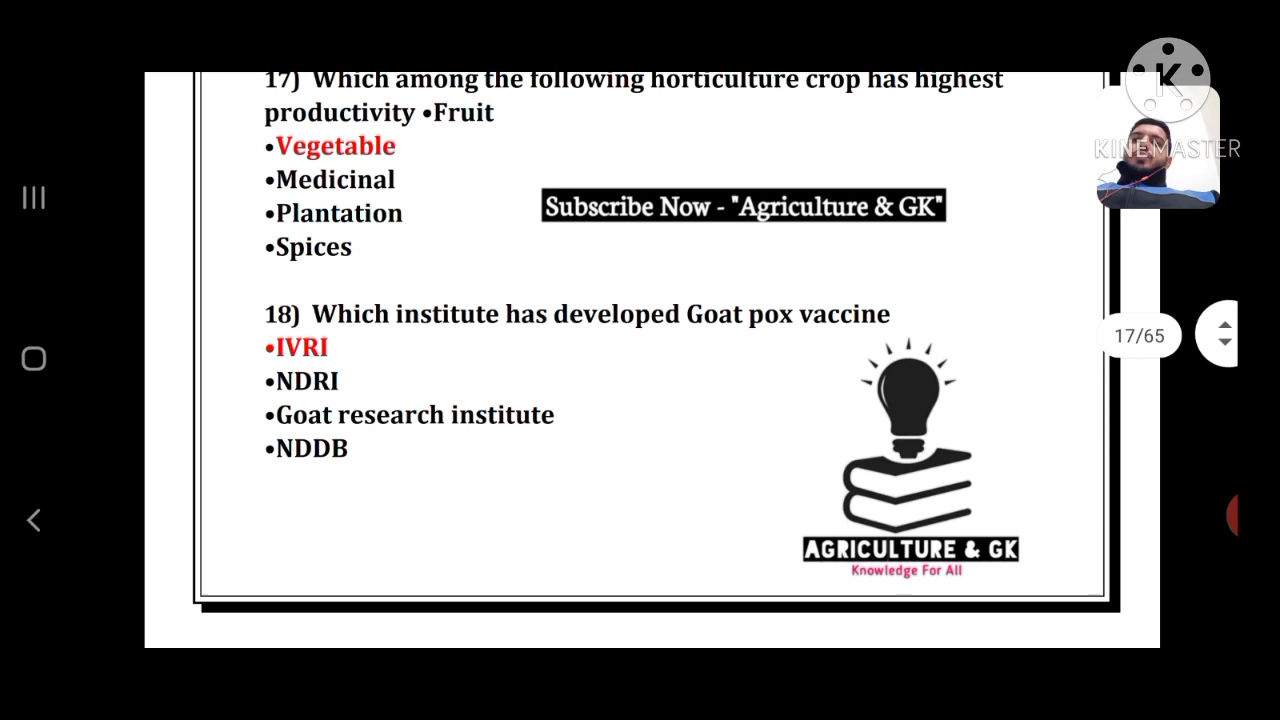 17) Which among the following horticulture crop has highest
productivity •Fruit
•Vegetable
•Medicinal
•Plantation
•Spices
Subscribe Now - "Agriculture & GK"
18) Which institute has developed Goat pox vaccine
•IVRI
•NDRI
•Goat research institute
•NDDB
AGRICULTURE & GK
Knowledge For All
K
KINEMASTER
17/65